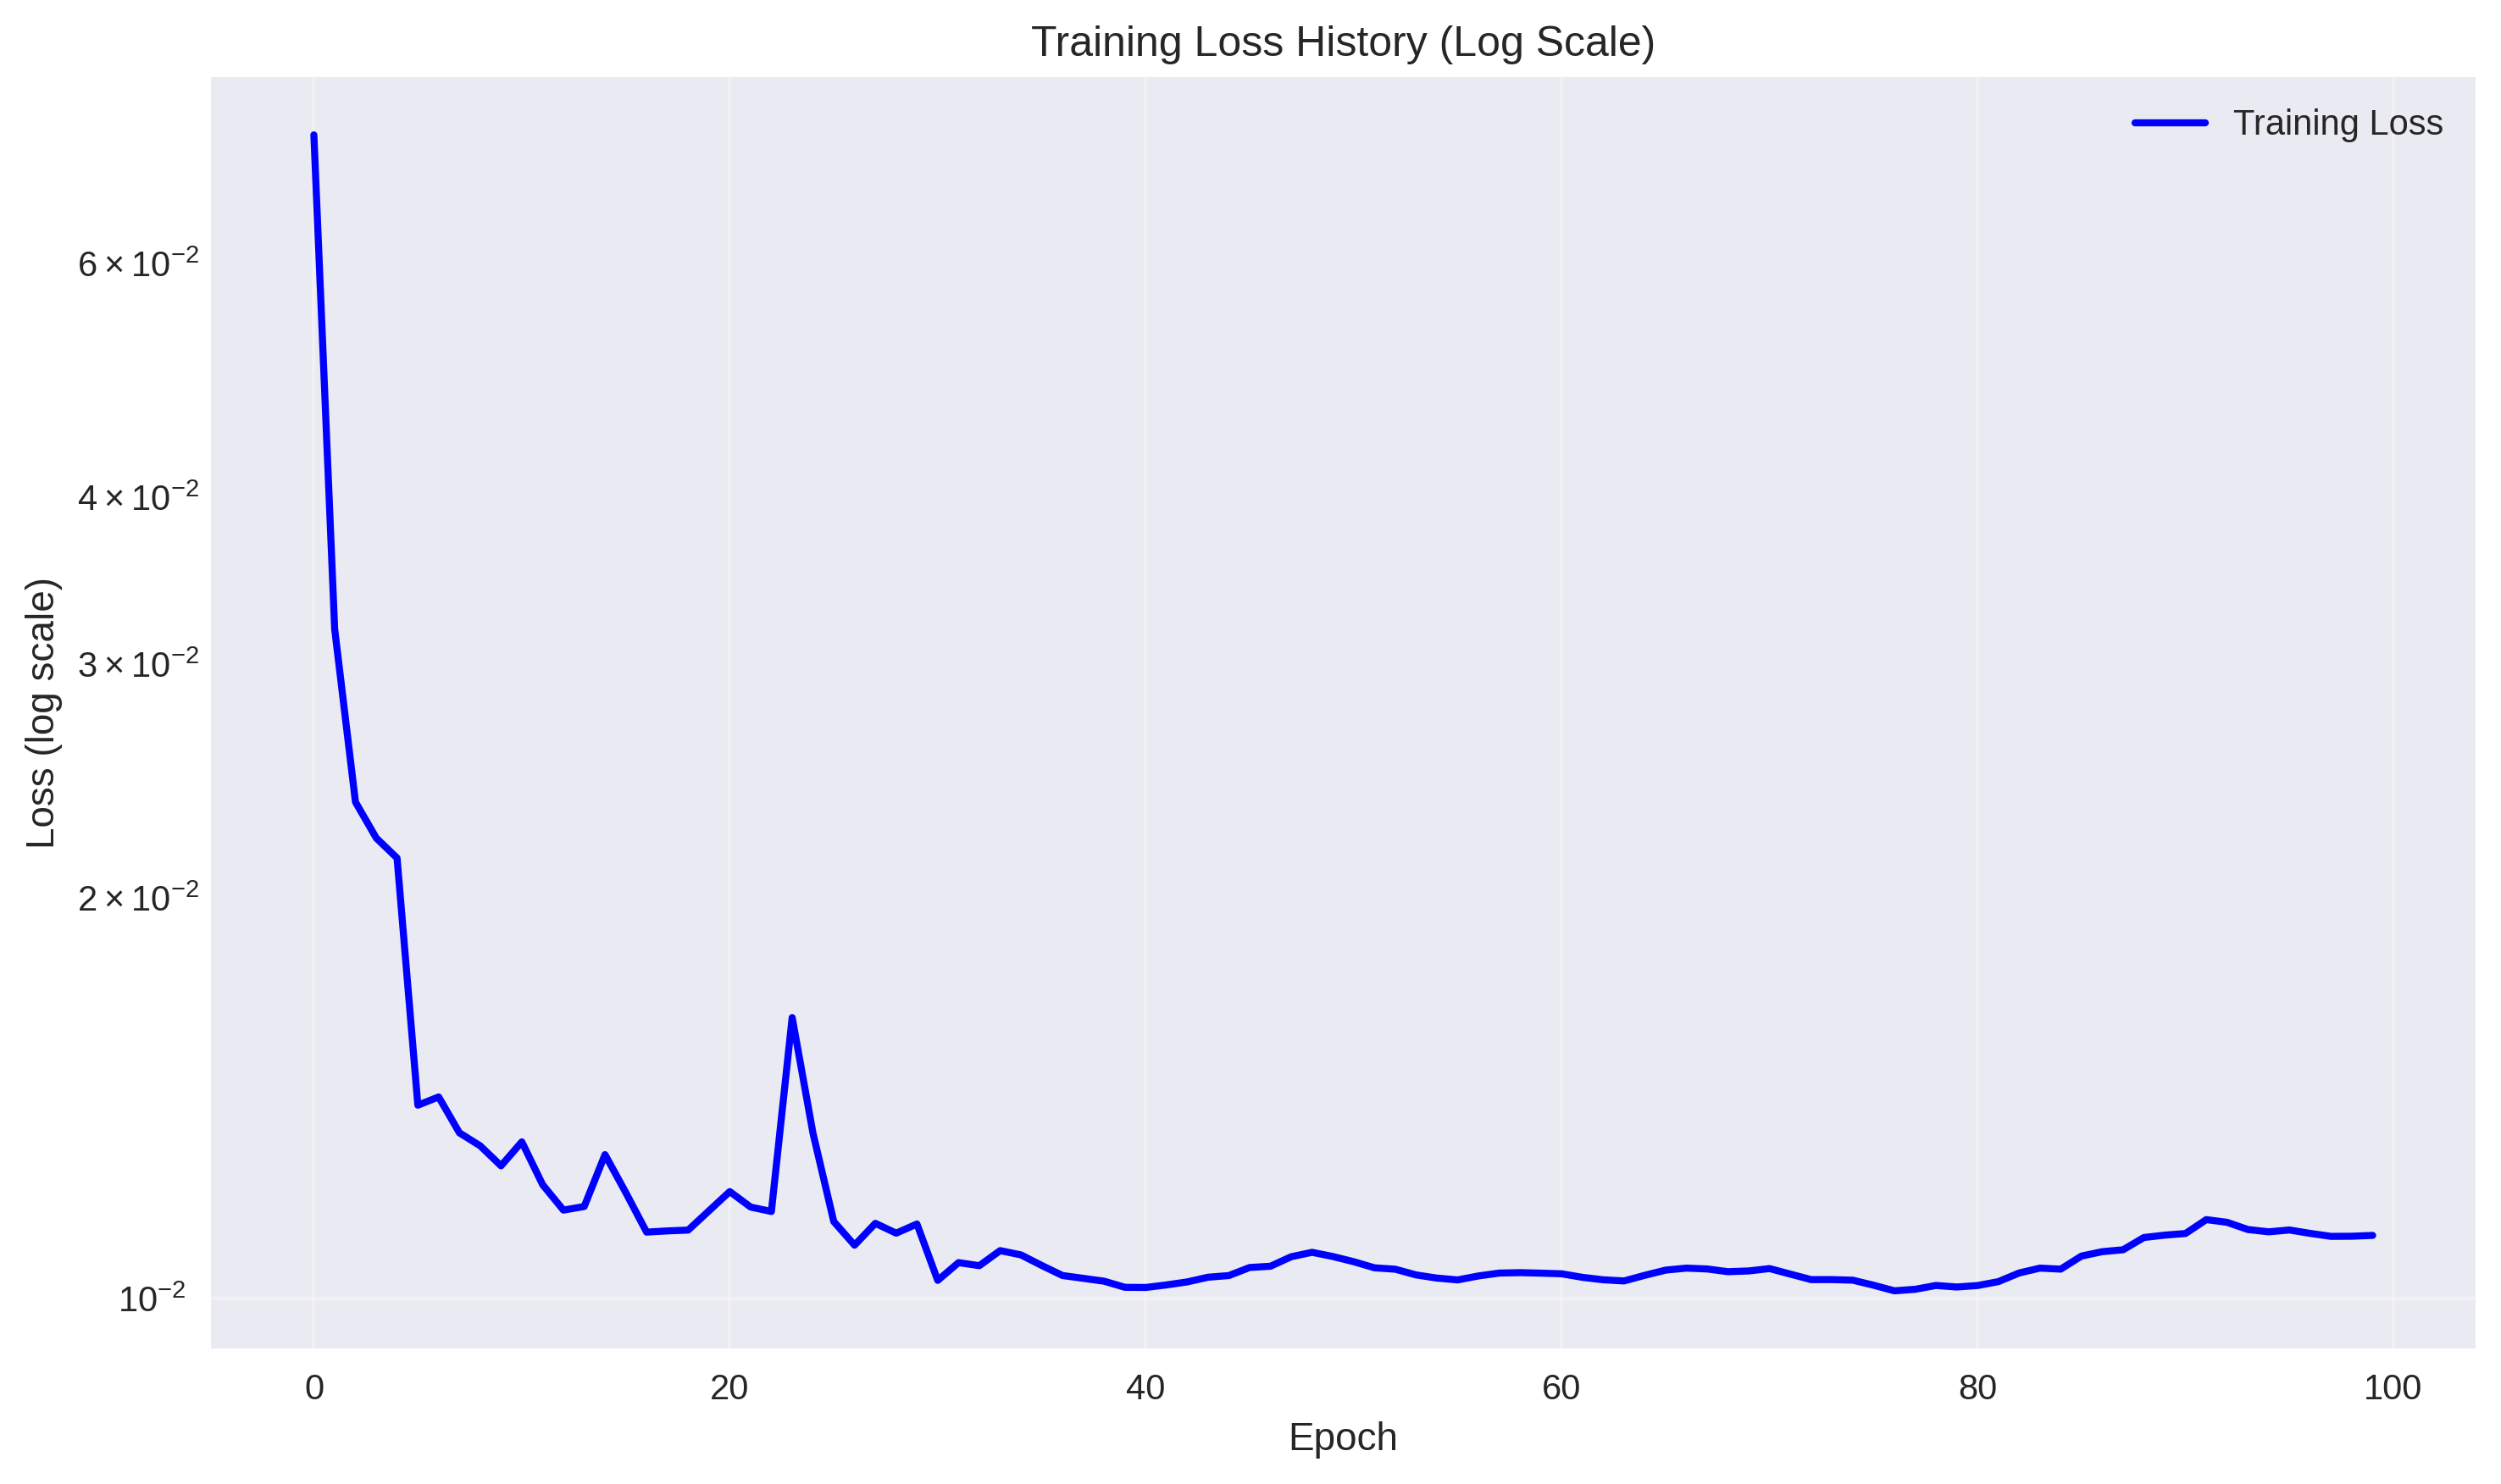 Training Loss History (Log Scale)
Training Loss
6 × 10⁻²
4 × 10⁻²
3 × 10⁻²
2 × 10⁻²
10⁻²
Loss (log scale)
0 20 40 60 80 100
Epoch